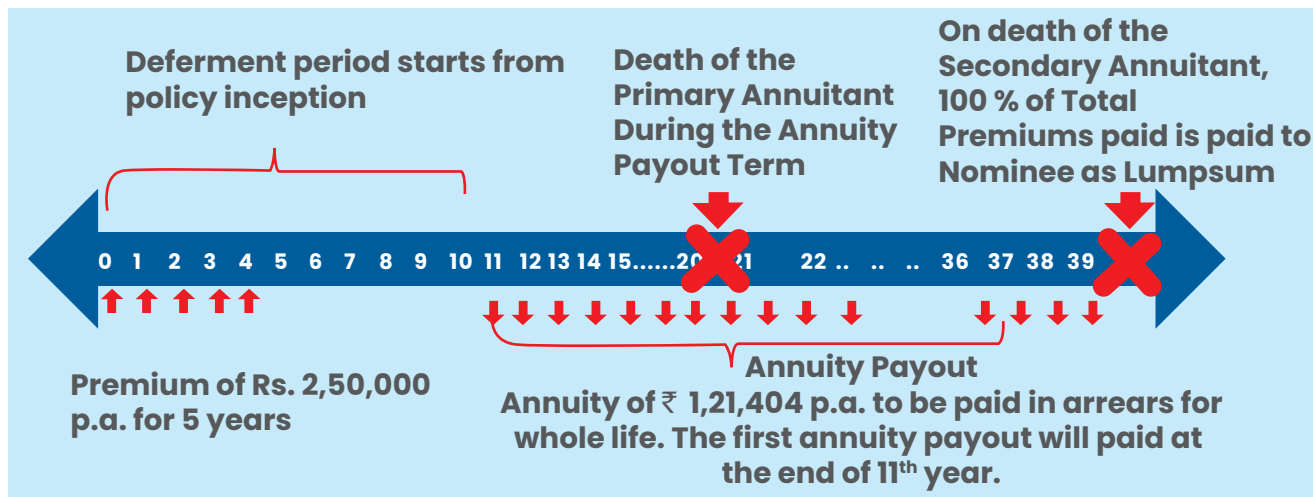 Deferment period starts from
policy inception
Death of the
Primary Annuitant
During the Annuity
Payout Term
On death of the
Secondary Annuitant,
100 % of Total
Premiums paid is paid to
Nominee as Lumpsum
0 1 2 3 4 5 6 7 8 9 10 11 12 13 14 15......20 21 22 .. .. .. 36 37 38 39
Premium of Rs. 2,50,000
p.a. for 5 years
Annuity Payout
Annuity of ₹ 1,21,404 p.a. to be paid in arrears for
whole life. The first annuity payout will paid at
the end of 11th year.